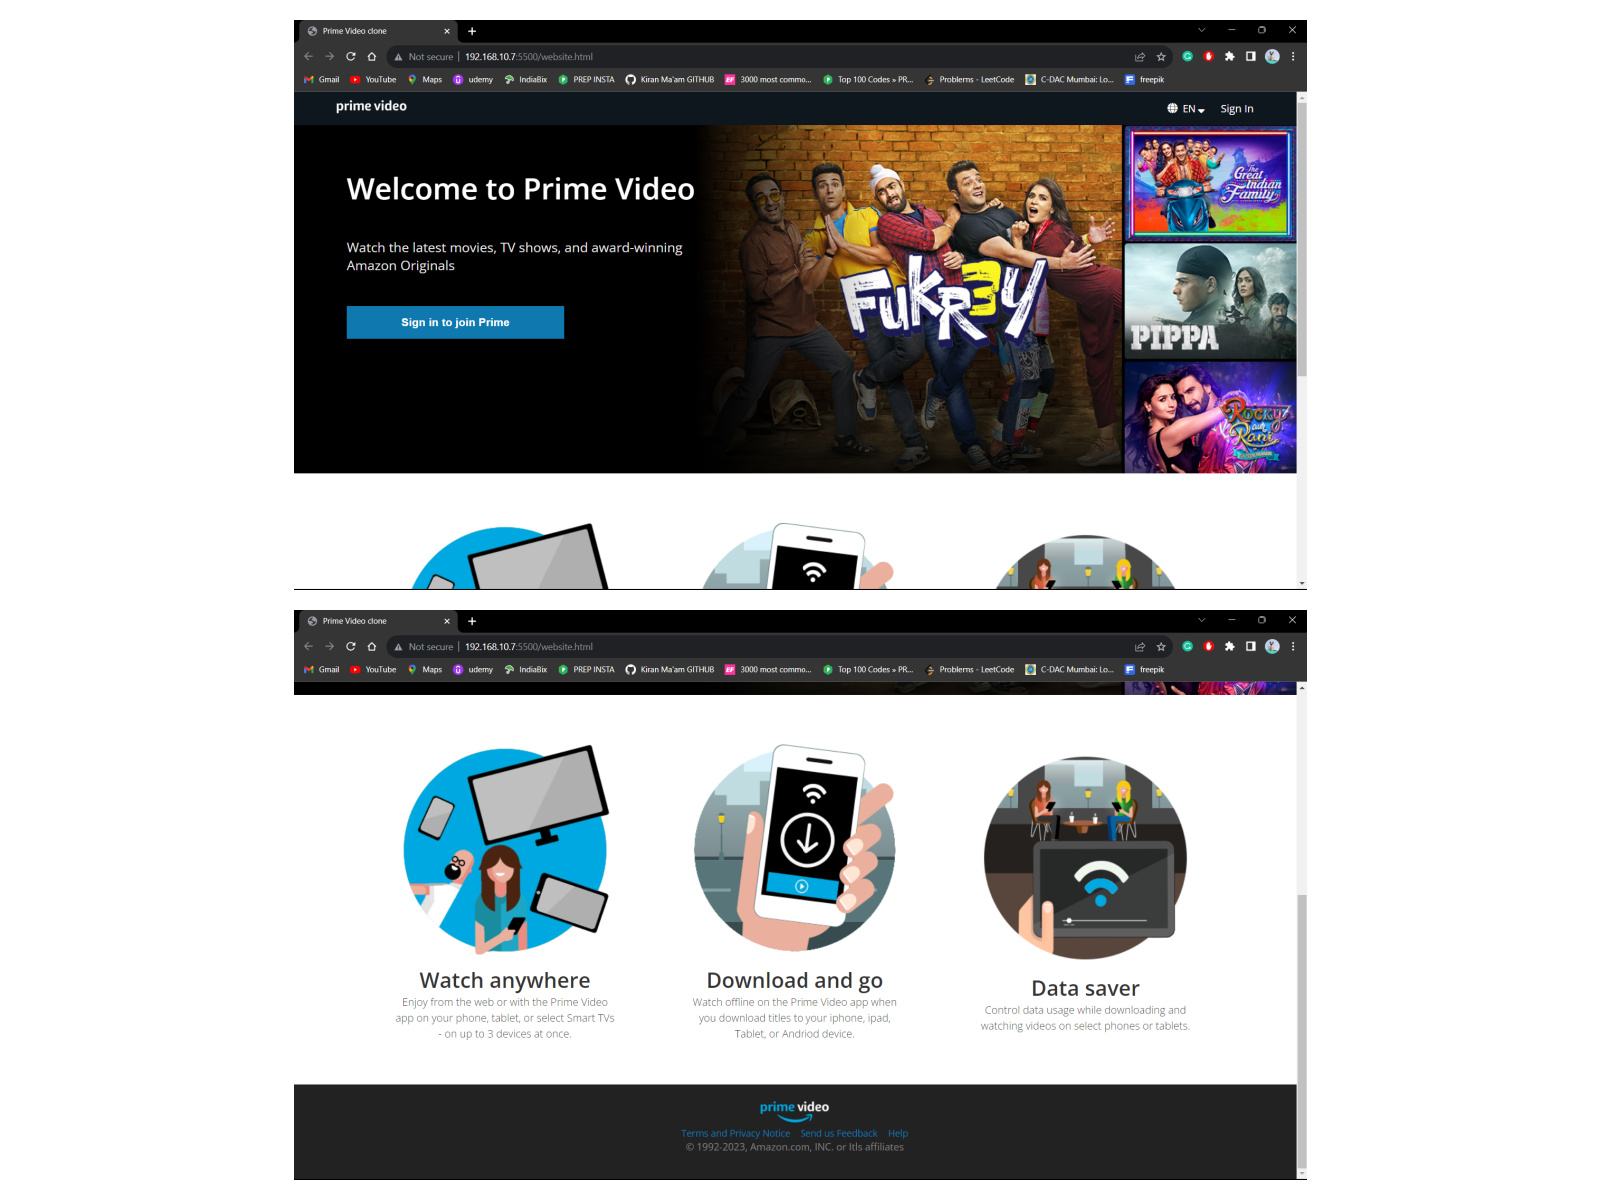 Prime Video clone
Not secure | 192.168.10.7:5500/website.html
Gmail YouTube Maps udemy IndiaBix PREP INSTA Kiran Ma'am GITHUB EF 3000 most commo... Top 100 Codes » PR... Problems - LeetCode C-DAC Mumbai: Lo... freepik
prime video EN Sign In
Welcome to Prime Video
Watch the latest movies, TV shows, and award-winning
Amazon Originals
Sign in to join Prime
FUKR3Y
The Great Indian Family
PIPPA
Rocky aur Rani
Prime Video clone
Not secure | 192.168.10.7:5500/website.html
Gmail YouTube Maps udemy IndiaBix PREP INSTA Kiran Ma'am GITHUB EF 3000 most commo... Top 100 Codes » PR... Problems - LeetCode C-DAC Mumbai: Lo... freepik
Watch anywhere
Enjoy from the web or with the Prime Video
app on your phone, tablet, or select Smart TVs
- on up to 3 devices at once.
Download and go
Watch offline on the Prime Video app when
you download titles to your iphone, ipad,
Tablet, or Andriod device.
Data saver
Control data usage while downloading and
watching videos on select phones or tablets.
prime video
Terms and Privacy Notice Send us Feedback Help
© 1992-2023, Amazon.com, INC. or Itls affiliates